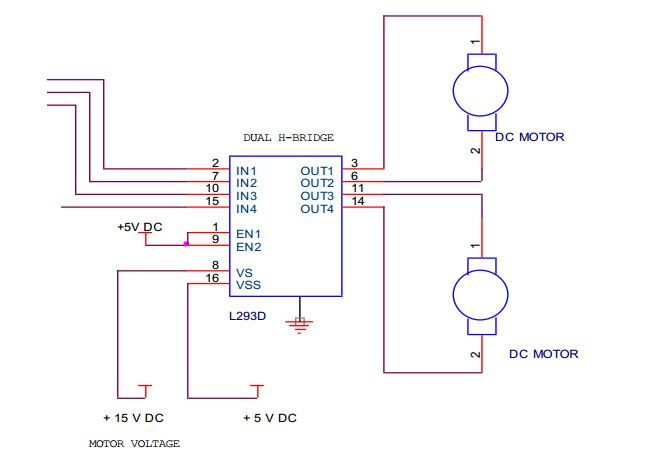 1
DC MOTOR
2
DUAL H-BRIDGE
2 IN1 OUT1 3
7 IN2 OUT2 6
10 IN3 OUT3 11
15 IN4 OUT4 14
+5V DC
1 EN1
9 EN2
1
8 VS
16 VSS
L293D
2
DC MOTOR
+ 15 V DC
+ 5 V DC
MOTOR VOLTAGE